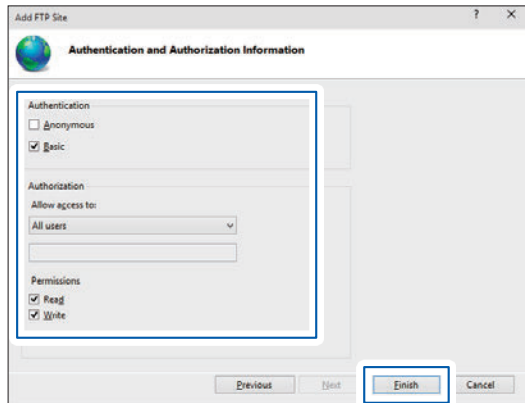 Add FTP Site
? X
Authentication and Authorization Information
Authentication
Anonymous
Basic
Authorization
Allow access to:
All users
Permissions
Read
Write
Previous
Next
Finish
Cancel